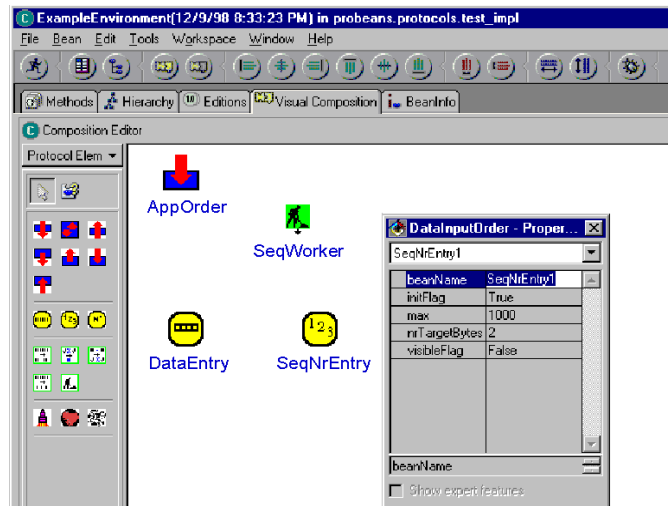 ExampleEnvironment(12/9/98 8:33:23 PM) in probeans.protocols.test_impl
File Bean Edit Tools Workspace Window Help
Methods Hierarchy Editions Visual Composition BeanInfo
Composition Editor
Protocol Elem
AppOrder
SeqWorker
DataEntry
SeqNrEntry
DataInputOrder - Proper...
SeqNrEntry1
beanName SeqNrEntry1
initFlag True
max 1000
nrTargetBytes 2
visibleFlag False
beanName
Show expert features